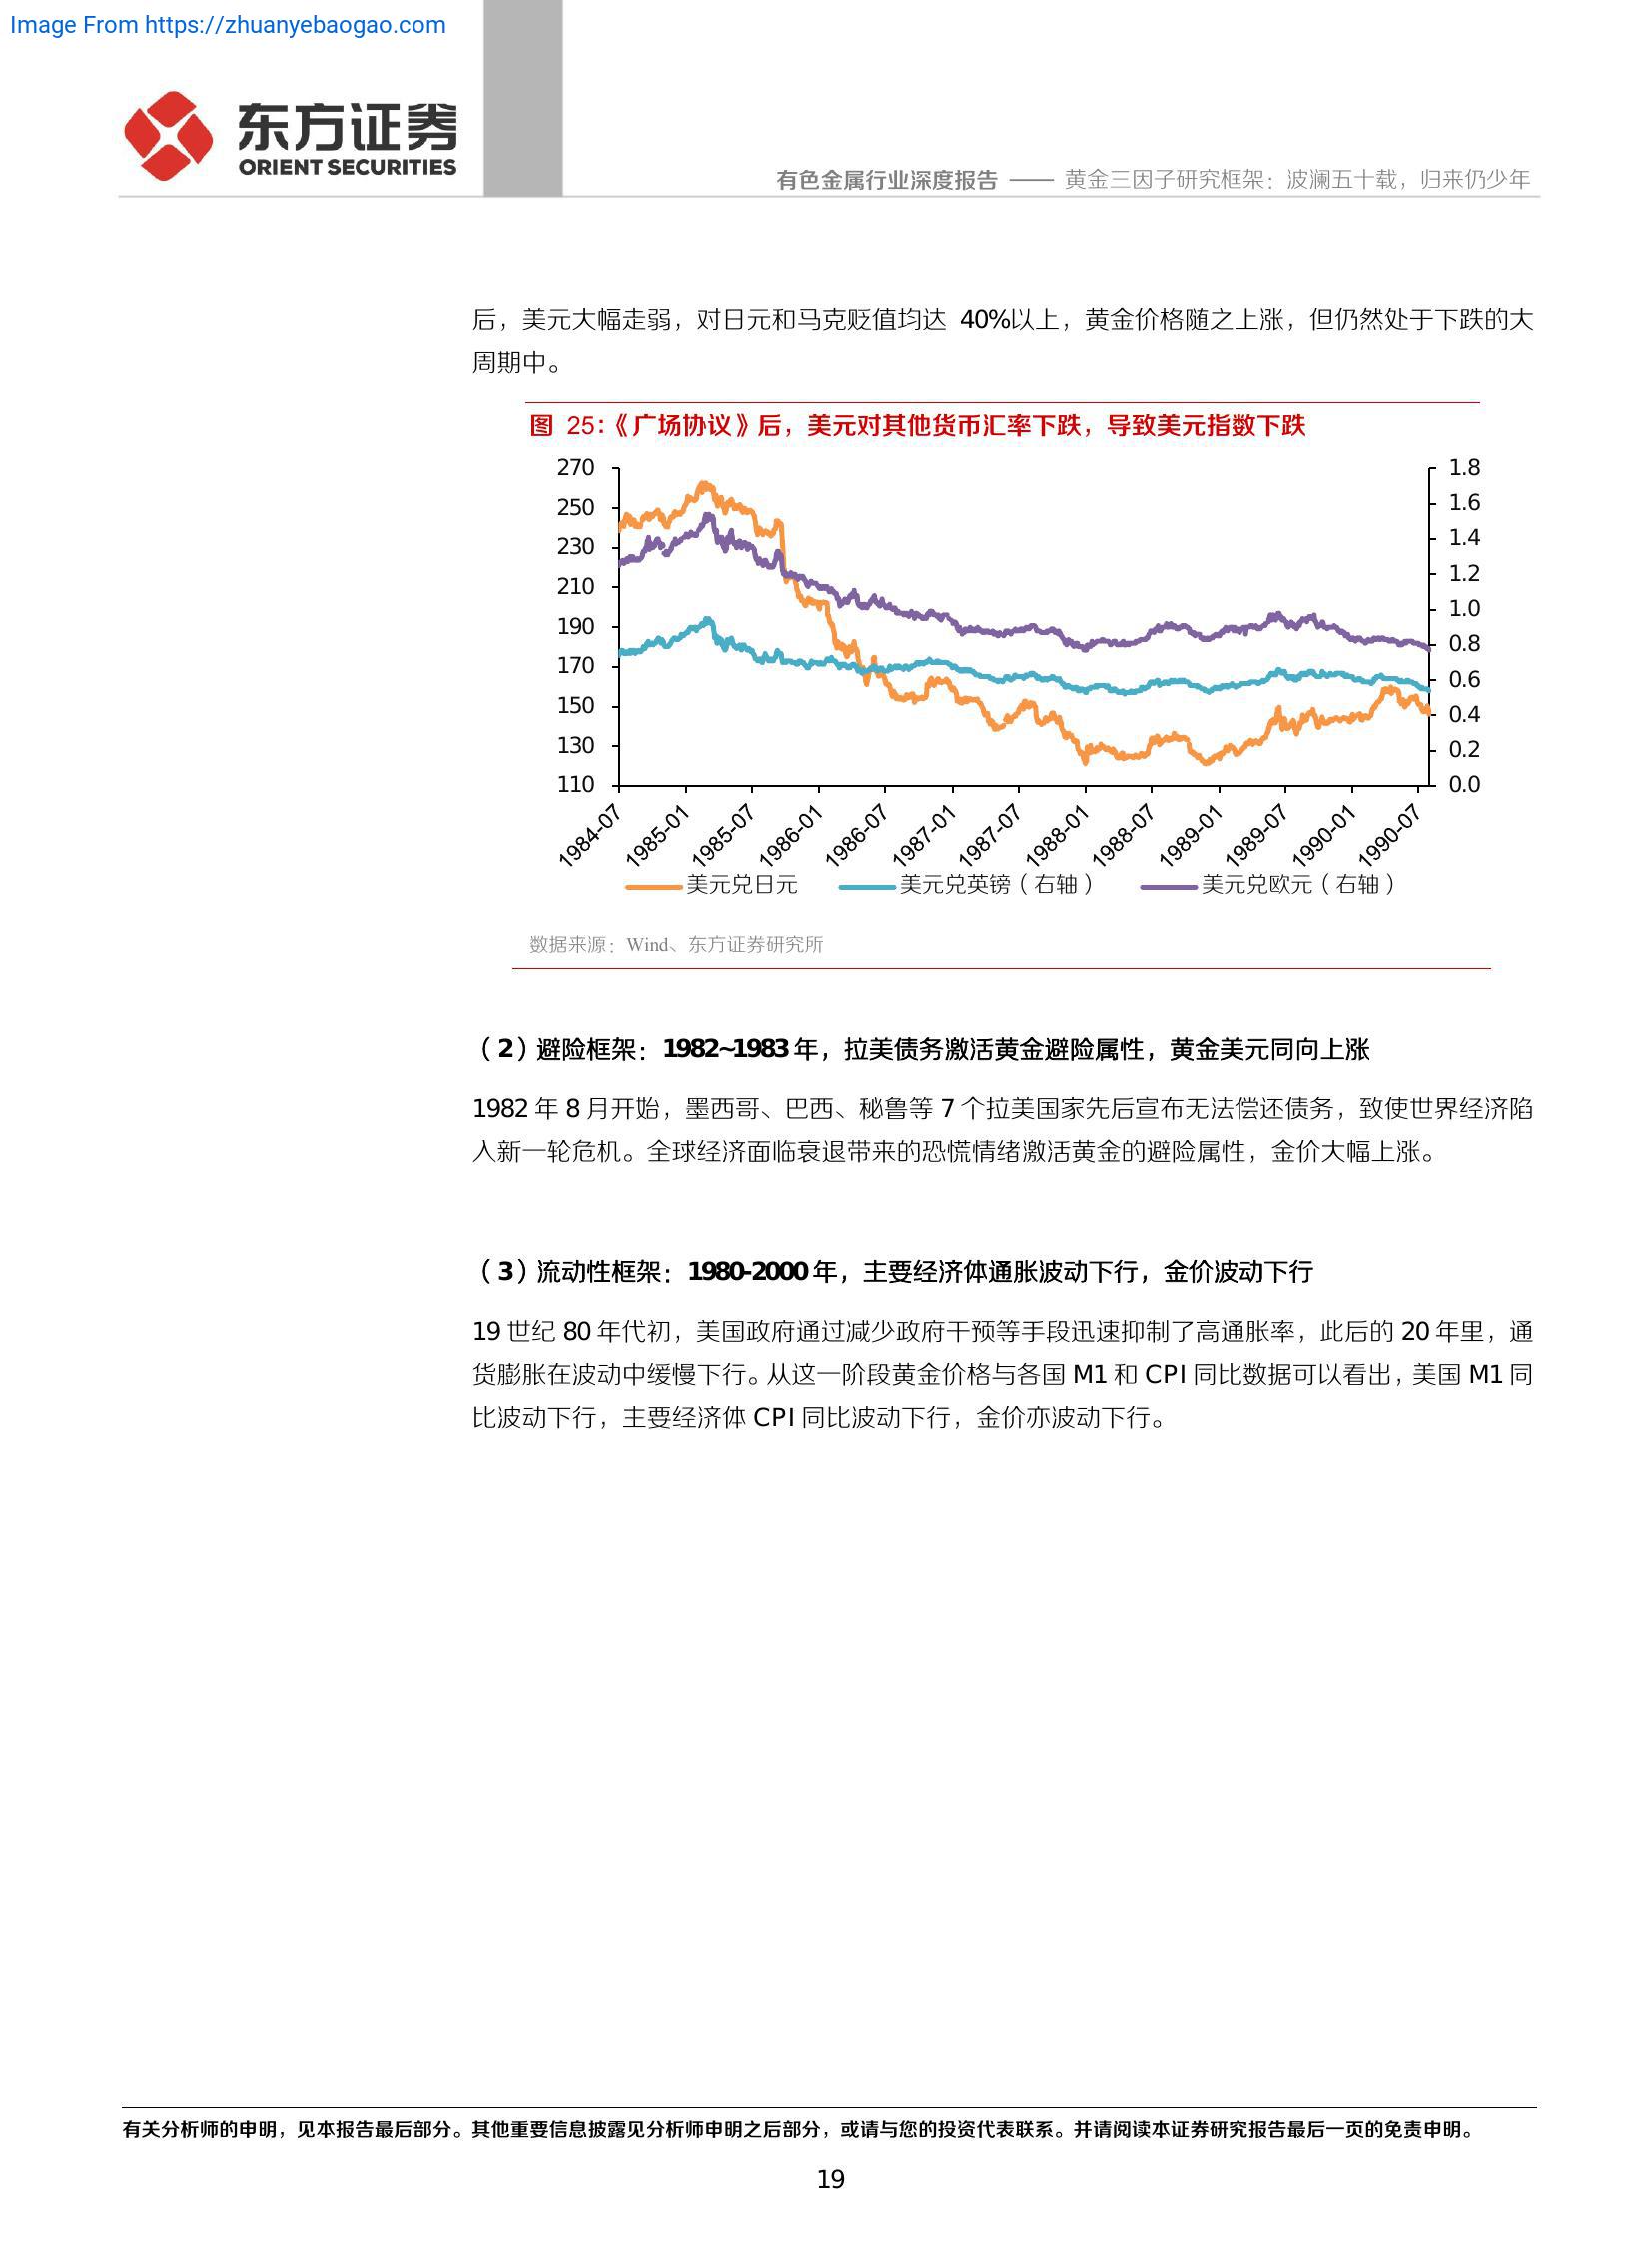 Image From https://zhuanyebaogao.com
东方证券
ORIENT SECURITIES
有色金属行业深度报告 —— 黄金三因子研究框架：波澜五十载，归来仍少年
后，美元大幅走弱，对日元和马克贬值均达 40%以上，黄金价格随之上涨，但仍然处于下跌的大
周期中。
图 25：《广场协议》后，美元对其他货币汇率下跌，导致美元指数下跌
270 1.8
250 1.6
230 1.4
210 1.2
190 1.0
170 0.8
150 0.6
130 0.4
110 0.2
0.0
1984-07 1985-01 1985-07 1986-01 1986-07 1987-01 1987-07 1988-01 1988-07 1989-01 1989-07 1990-01 1990-07
美元兑日元 美元兑英镑（右轴） 美元兑欧元（右轴）
数据来源：Wind、东方证券研究所
（2）避险框架：1982~1983 年，拉美债务激活黄金避险属性，黄金美元同向上涨
1982 年 8 月开始，墨西哥、巴西、秘鲁等 7 个拉美国家先后宣布无法偿还债务，致使世界经济陷
入新一轮危机。全球经济面临衰退带来的恐慌情绪激活黄金的避险属性，金价大幅上涨。
（3）流动性框架：1980-2000 年，主要经济体通胀波动下行，金价波动下行
19 世纪 80 年代初，美国政府通过减少政府干预等手段迅速抑制了高通胀率，此后的 20 年里，通
货膨胀在波动中缓慢下行。从这一阶段黄金价格与各国 M1 和 CPI 同比数据可以看出，美国 M1 同
比波动下行，主要经济体 CPI 同比波动下行，金价亦波动下行。
有关分析师的申明，见本报告最后部分。其他重要信息披露见分析师申明之后部分，或请与您的投资代表联系。并请阅读本证券研究报告最后一页的免责申明。
19